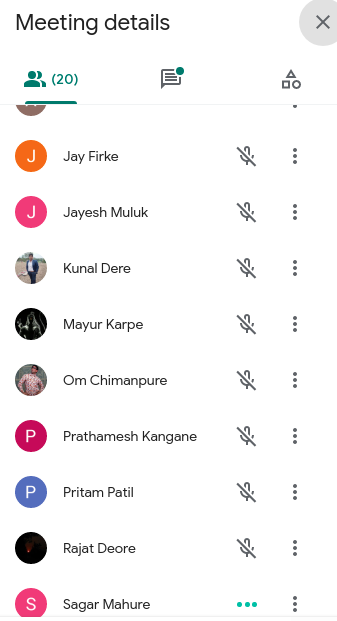 Meeting details
(20)
J Jay Firke
J Jayesh Muluk
Kunal Dere
Mayur Karpe
Om Chimanpure
P Prathamesh Kangane
P Pritam Patil
Rajat Deore
S Sagar Mahure